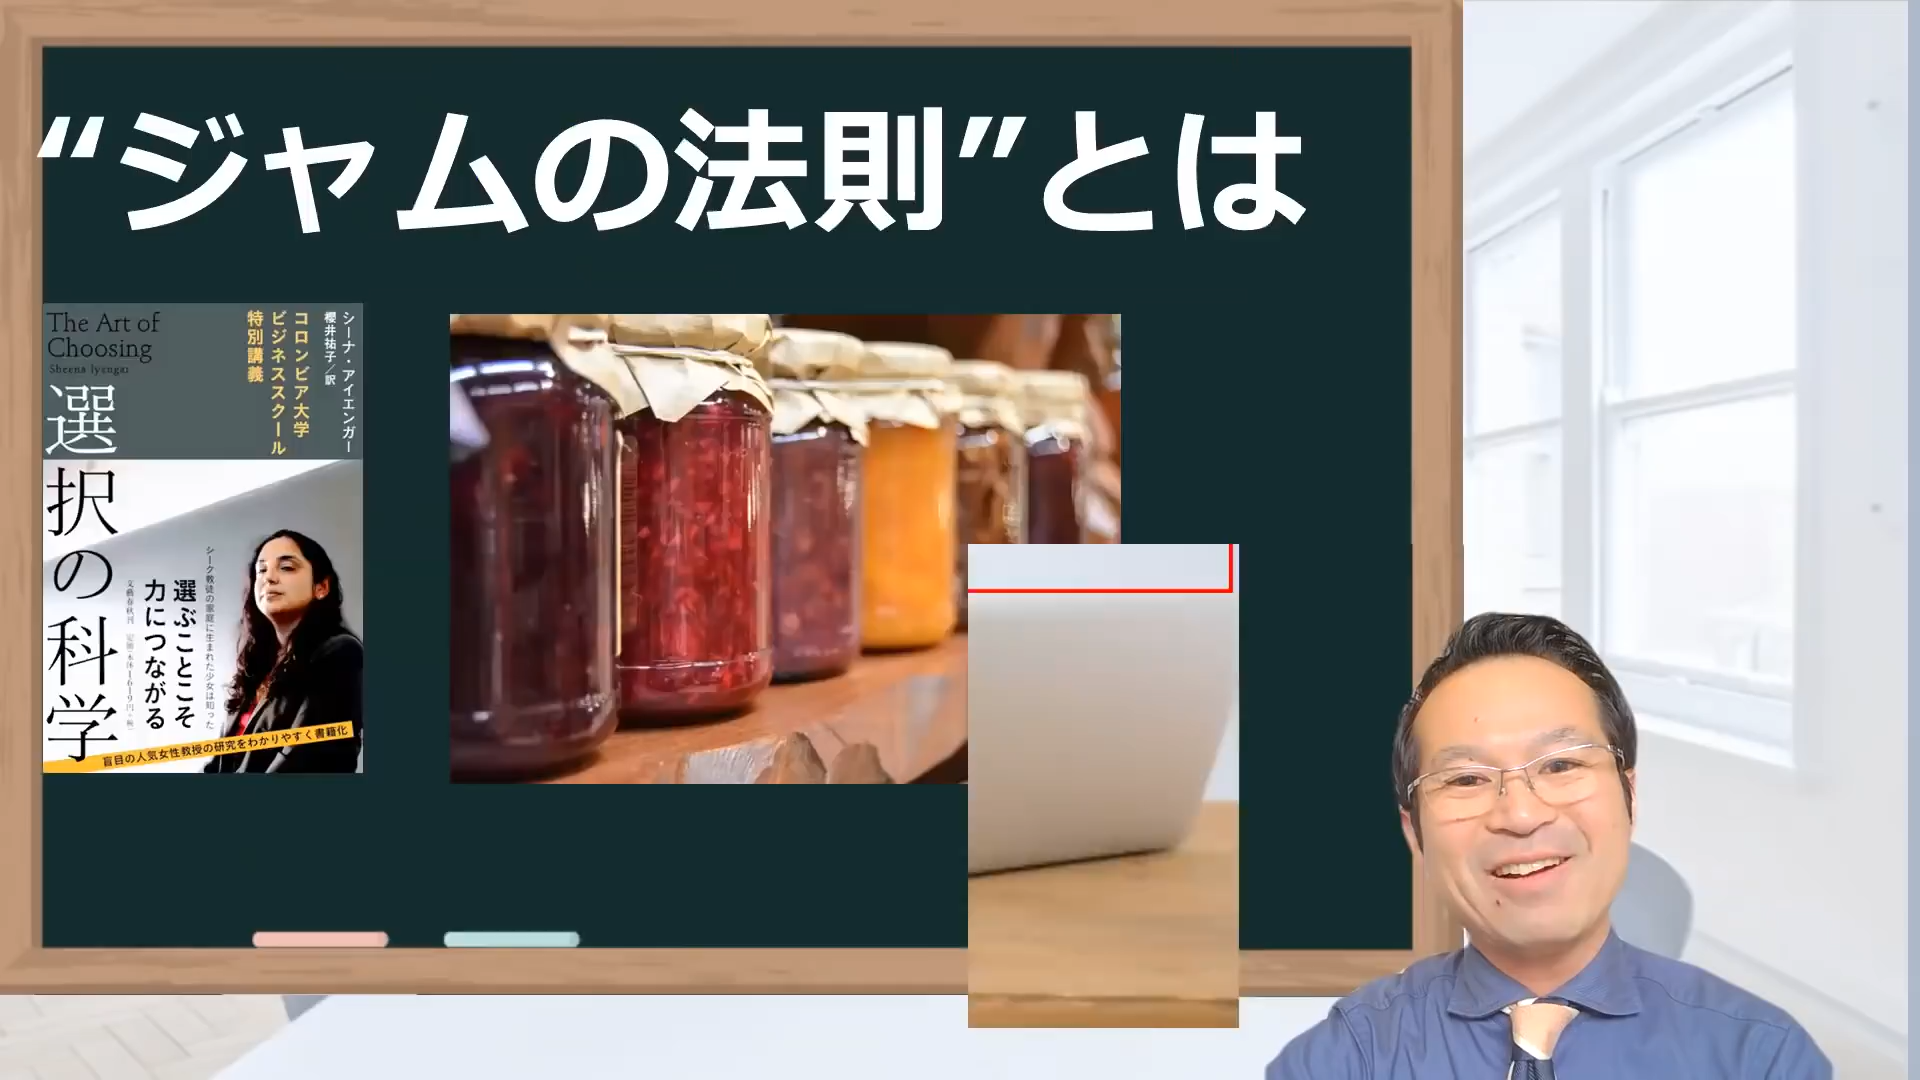 “ジャムの法則”とは
The Art of
Choosing
Sheena Iyengar
シーナ・アイエンガー
櫻井祐子/訳
コロンビア大学
ビジネススクール
特別講義
選択の科学
シーク教徒の家庭に生まれた少女は知った
選ぶことこそ
力につながる
文藝春秋刊
盲目の人気女性教授の研究をわかりやすく書籍化